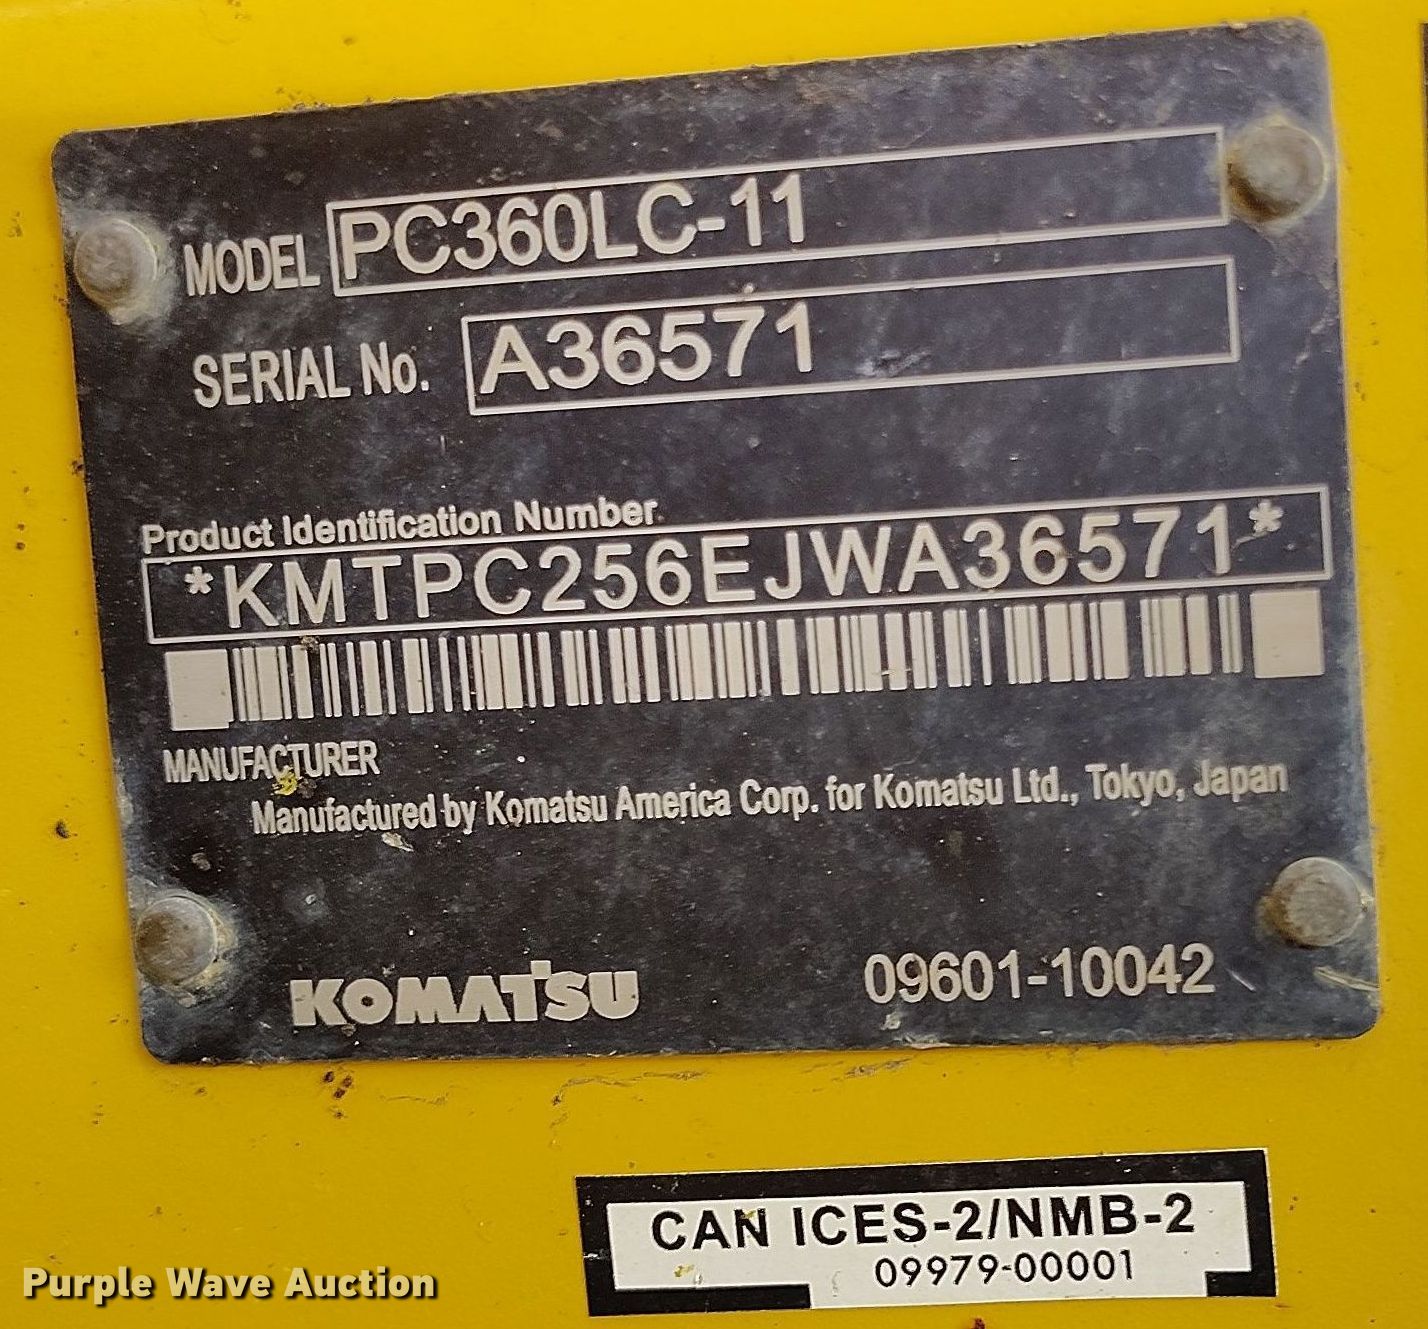 MODEL PC360LC-11
SERIAL No. A36571
Product Identification Number
*KMTPC256EJWA36571*
MANUFACTURER
Manufactured by Komatsu America Corp. for Komatsu Ltd., Tokyo, Japan
KOMATSU 09601-10042
CAN ICES-2/NMB-2
09979-00001
Purple Wave Auction